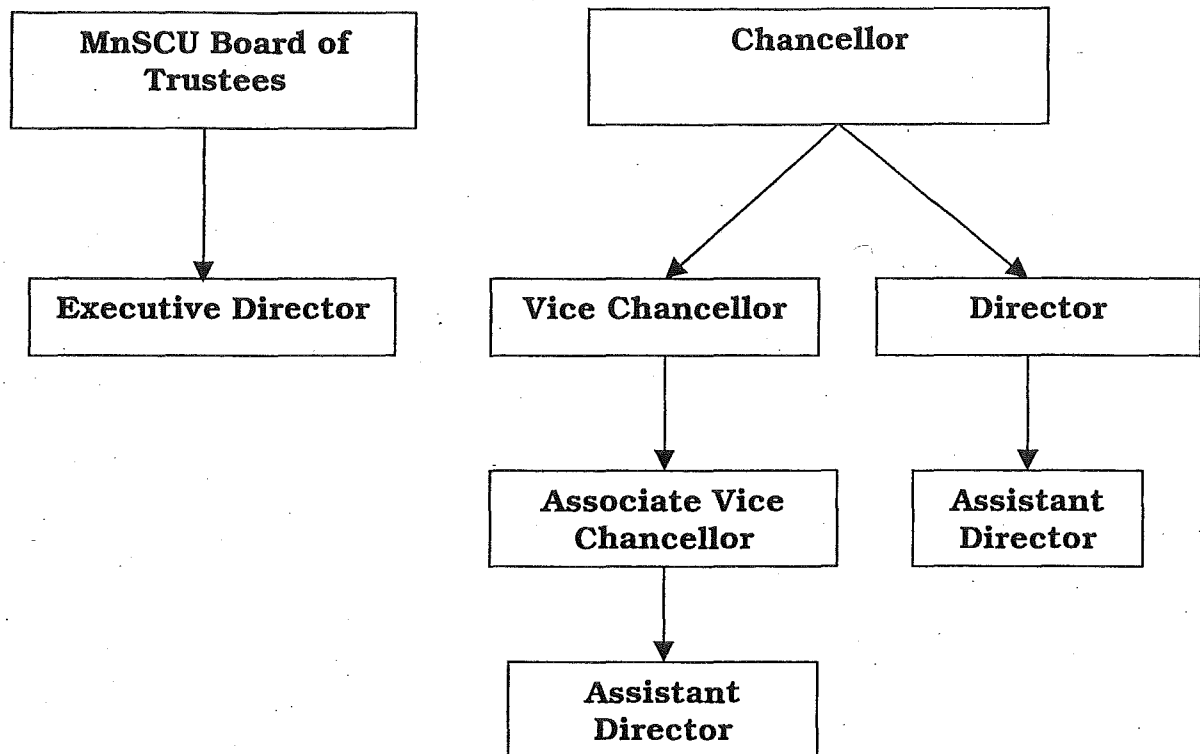 MnSCU Board of
Trustees
Chancellor
Executive Director
Vice Chancellor
Director
Associate Vice
Chancellor
Assistant
Director
Assistant
Director